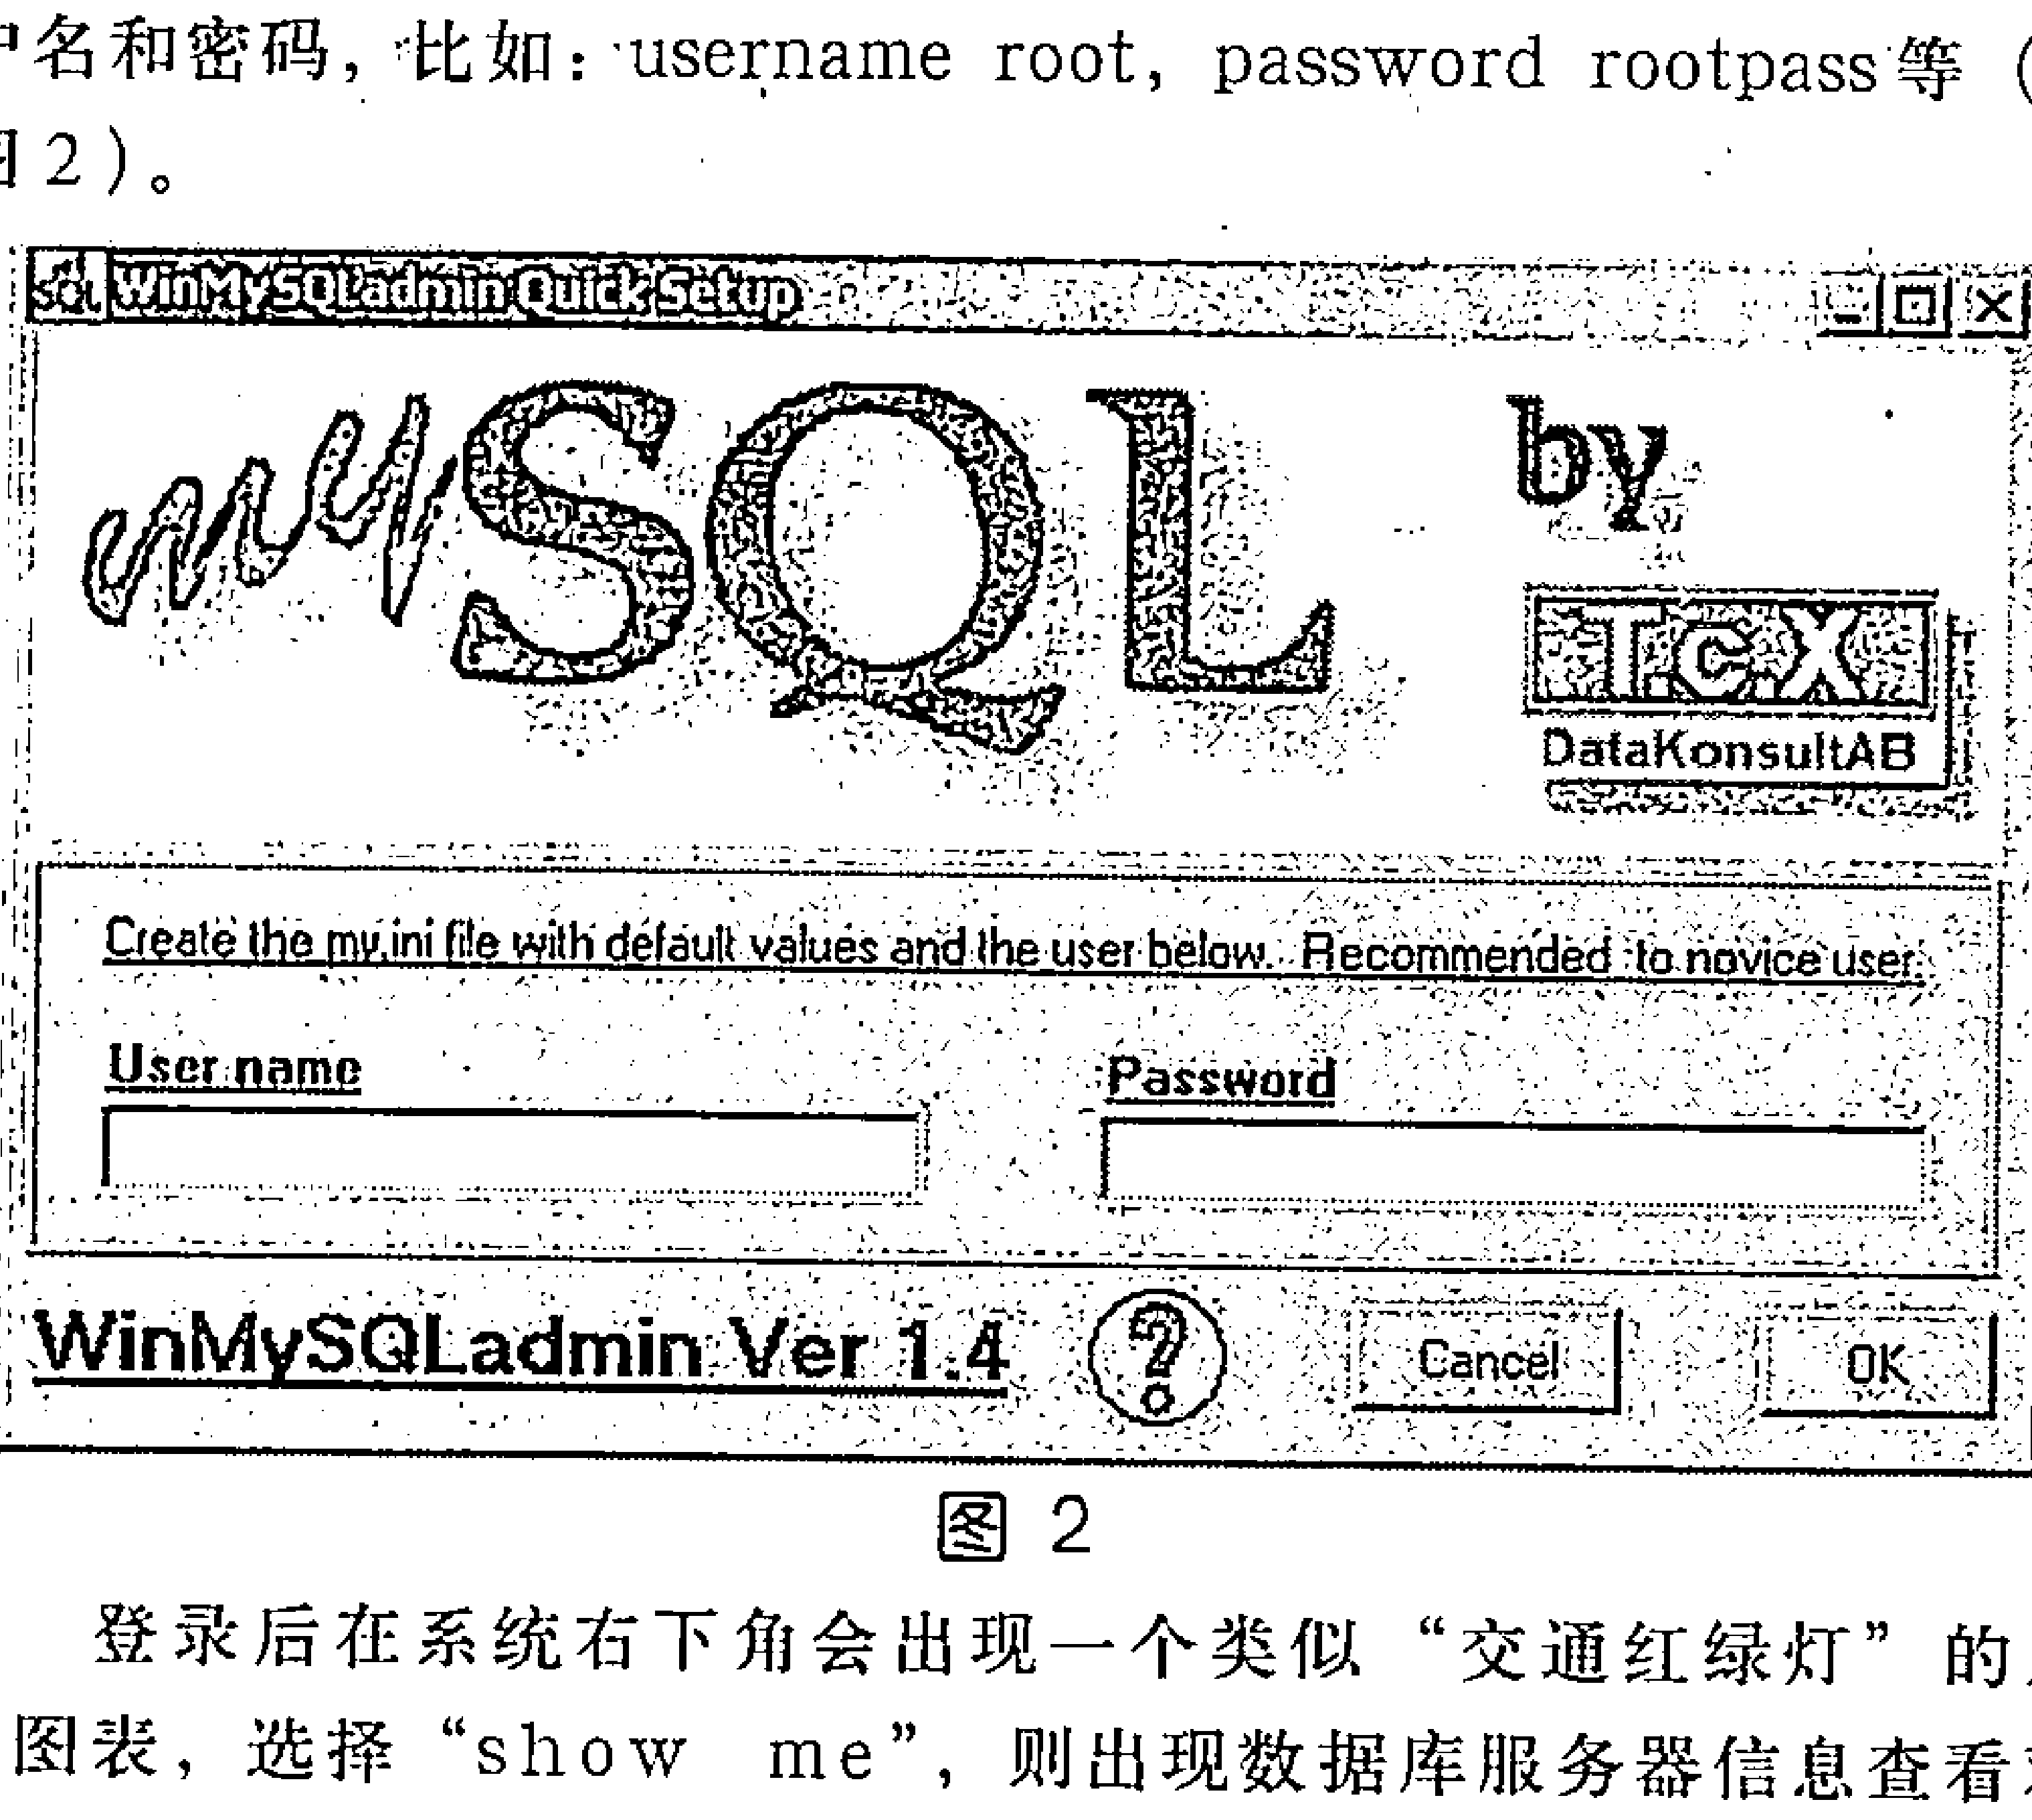 名和密码，比如：username root, password rootpass等（
2）。
WinMySQLadmin Quick Setup
MySQL by
TCX
DataKonsultAB
Create the my.ini file with default values and the user below. Recommended to novice user.
User name
Password
WinMySQLadmin Ver 1.4
?
Cancel
OK
图 2
登录后在系统右下角会出现一个类似“交通红绿灯”的
图表，选择“show me”，则出现数据库服务器信息查看